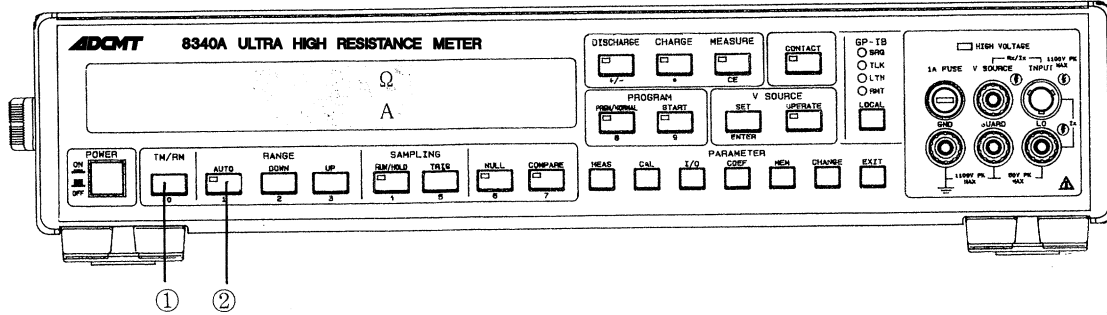 ADCMT 8340A ULTRA HIGH RESISTANCE METER
Ω
A
POWER
ON
OFF
TM/RM
0
RANGE
AUTO
1
DOWN
2
UP
3
SAMPLING
RUN/HOLD
4
TRIG
5
NULL
6
COMPARE
7
DISCHARGE
+/-
CHARGE
•
MEASURE
CE
CONTACT
PROGRAM
PRGM/NORMAL
8
START
9
V SOURCE
SET
ENTER
OPERATE
GP-IB
SRQ
TLK
LTN
RMT
LOCAL
PARAMETER
MEAS
CAL
I/O
COEF
MEM
CHANGE
EXIT
HIGH VOLTAGE
Rx/Ix
1100V PK MAX
1A FUSE
V SOURCE
INPUT
GND
GUARD
LO
Ix
1100V PK MAX
50V PK MAX
①
②